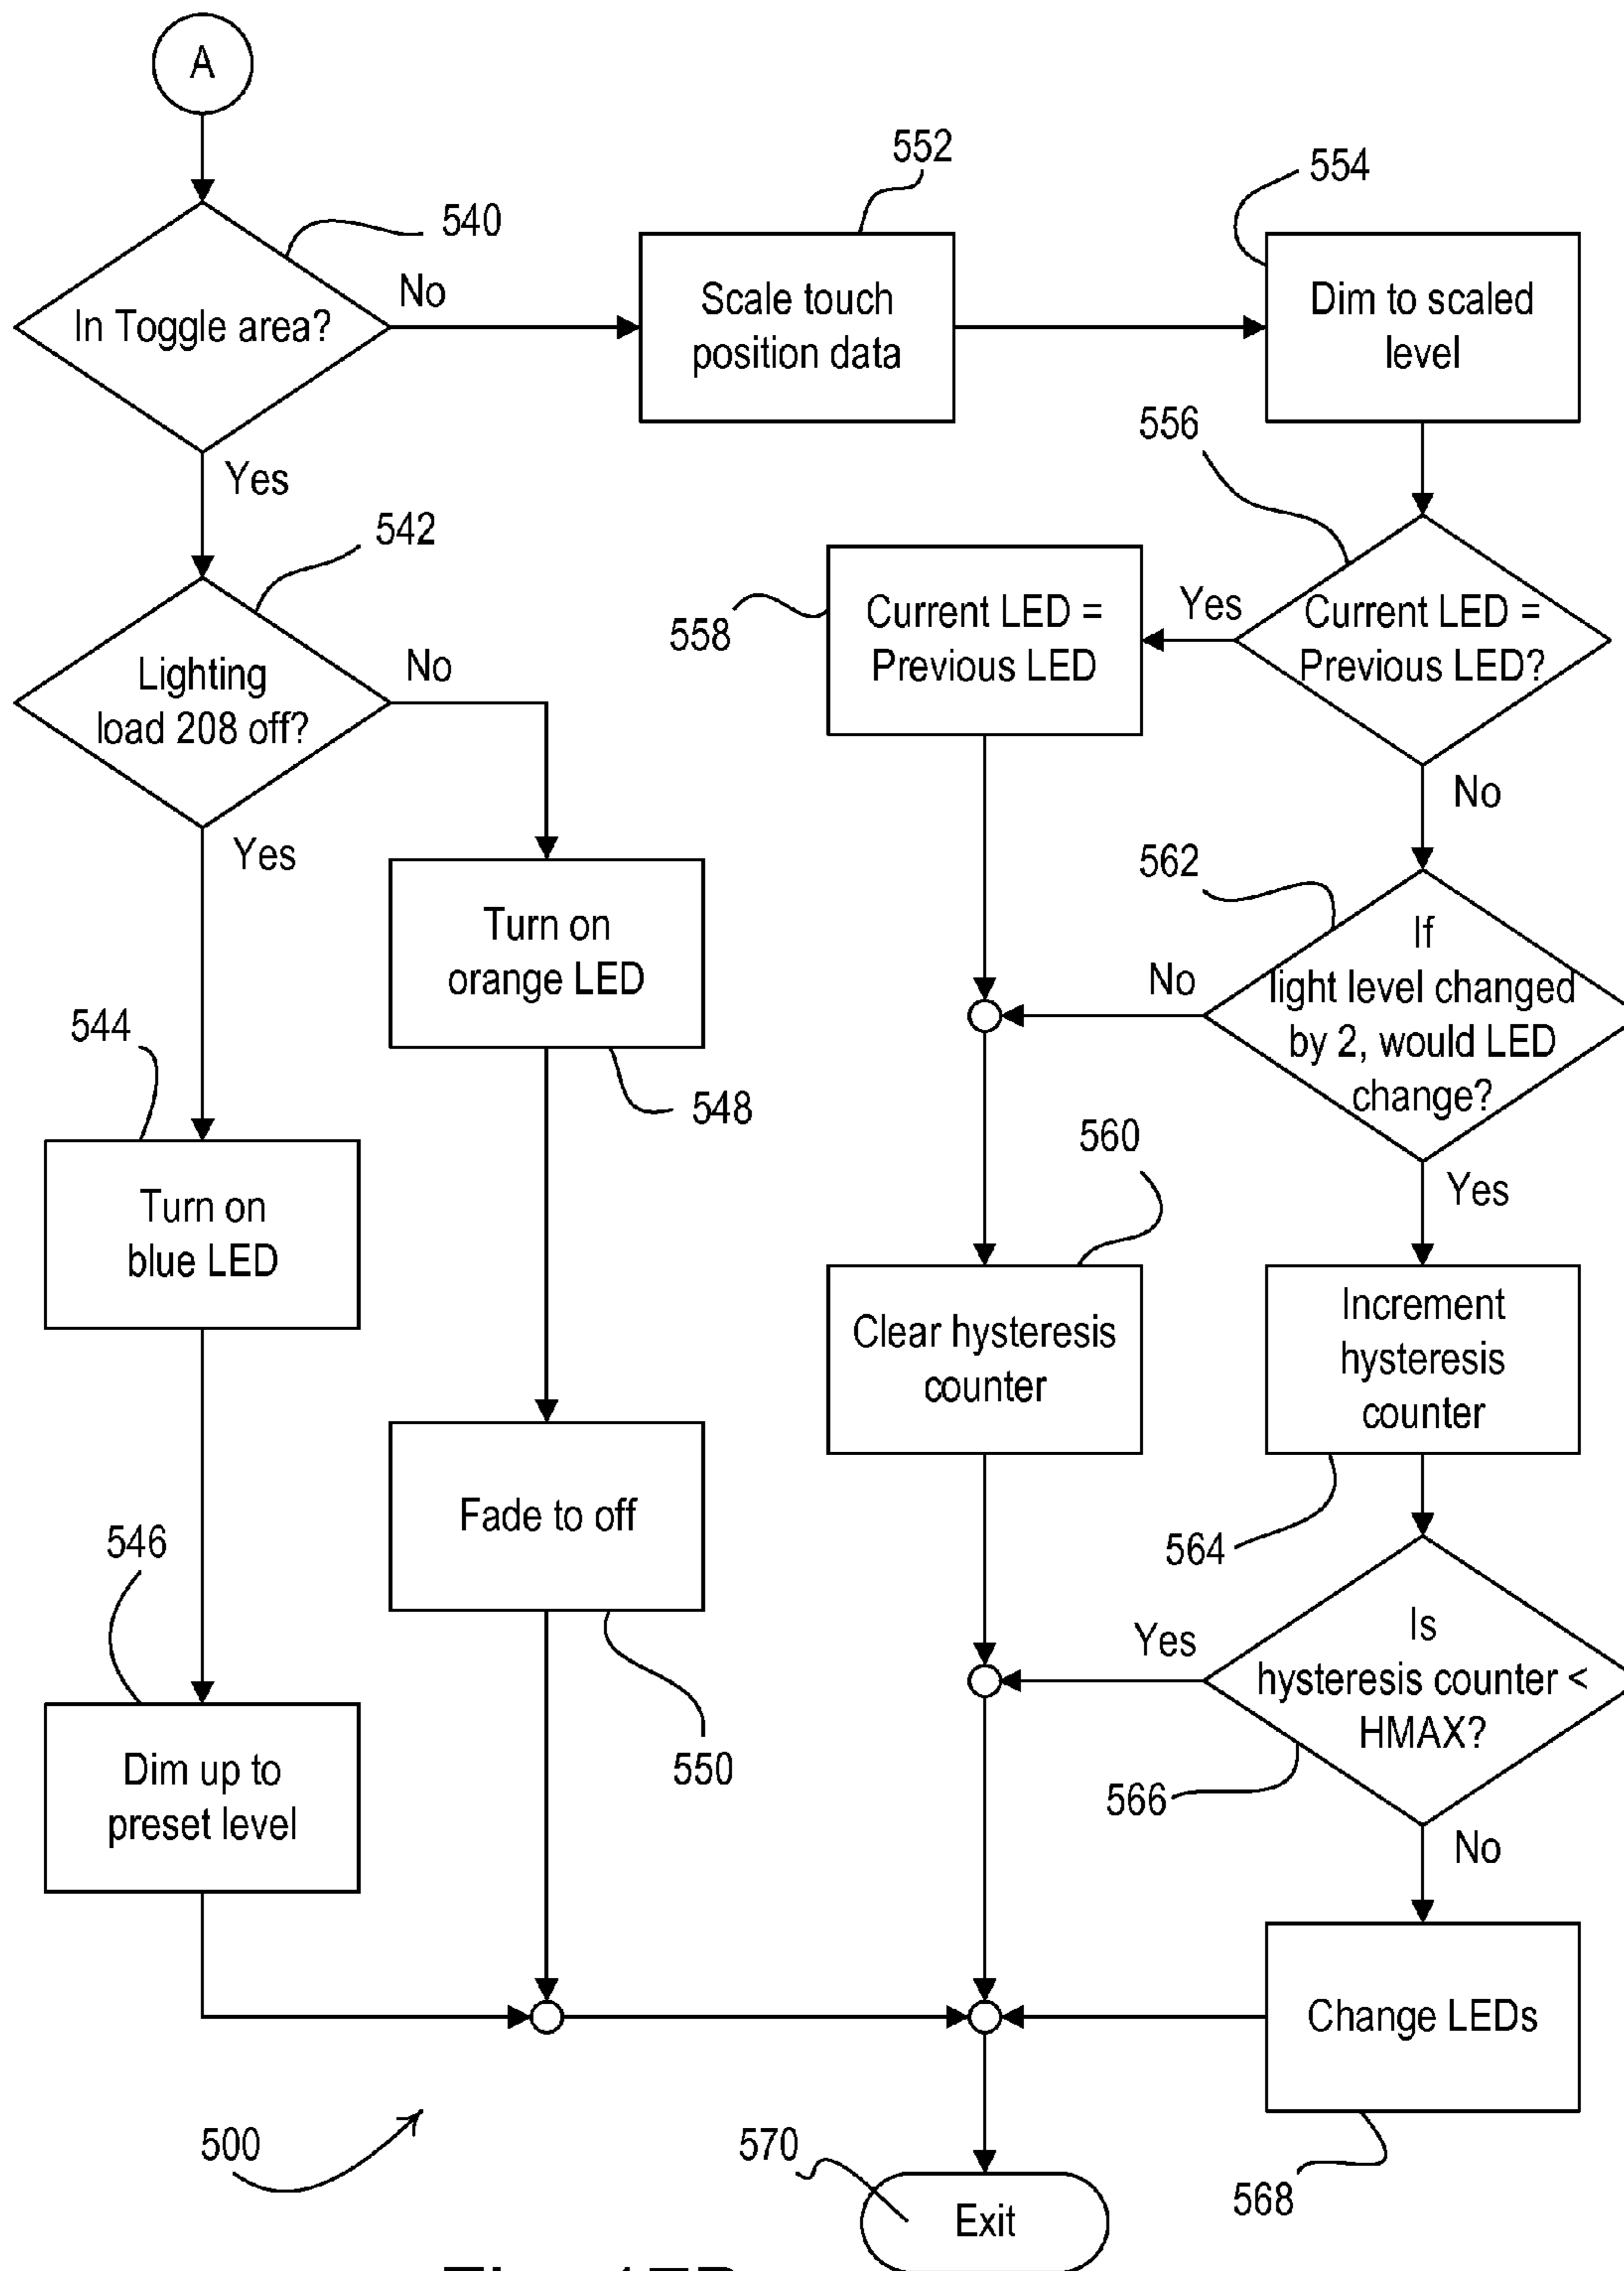 A
540
In Toggle area?
No
Yes
552
Scale touch
position data
554
Dim to scaled
level
556
Current LED =
Previous LED?
Yes
No
558
Current LED =
Previous LED
542
Lighting
load 208 off?
No
Yes
544
Turn on
blue LED
Turn on
orange LED
548
562
If
light level changed
by 2, would LED
change?
No
Yes
560
Clear hysteresis
counter
Increment
hysteresis
counter
564
546
Dim up to
preset level
Fade to off
550
Is
hysteresis counter <
HMAX?
Yes
566
No
Change LEDs
568
500
570
Exit